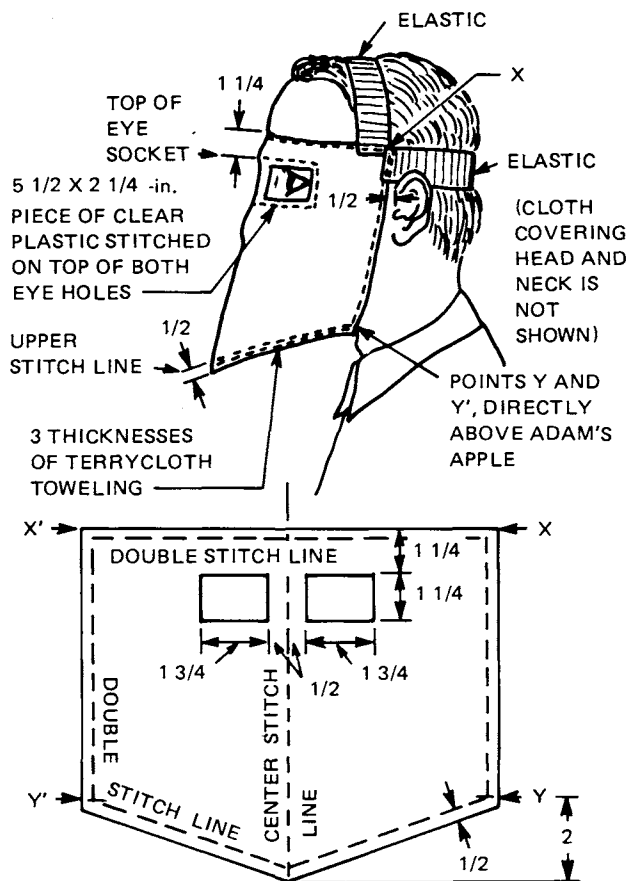 ELASTIC
X
1 1/4
TOP OF
EYE
SOCKET
ELASTIC
5 1/2 X 2 1/4 -in.
PIECE OF CLEAR
PLASTIC STITCHED
ON TOP OF BOTH
EYE HOLES
1/2
(CLOTH
COVERING
HEAD AND
NECK IS
NOT
SHOWN)
1/2
UPPER
STITCH LINE
POINTS Y AND
Y', DIRECTLY
ABOVE ADAM'S
APPLE
3 THICKNESSES
OF TERRYCLOTH
TOWELING
X'
X
DOUBLE STITCH LINE
1 1/4
1 1/4
1 3/4
1/2
1 3/4
DOUBLE
STITCH LINE
CENTER STITCH
LINE
Y'
Y
2
1/2